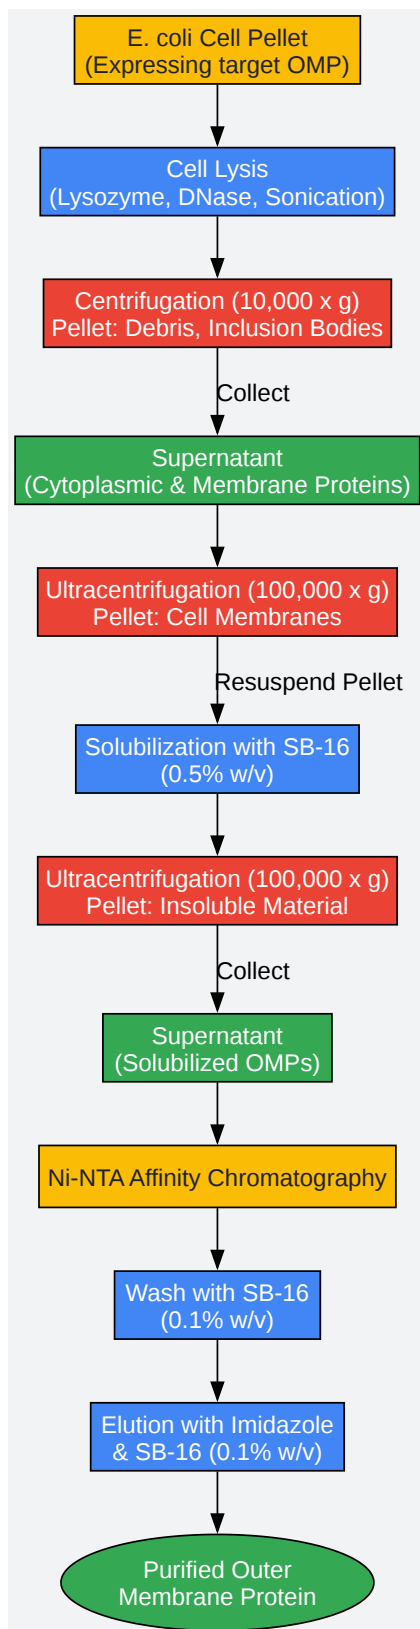 E. coli Cell Pellet
(Expressing target OMP)
Cell Lysis
(Lysozyme, DNase, Sonication)
Centrifugation (10,000 x g)
Pellet: Debris, Inclusion Bodies
Collect
Supernatant
(Cytoplasmic & Membrane Proteins)
Ultracentrifugation (100,000 x g)
Pellet: Cell Membranes
Resuspend Pellet
Solubilization with SB-16
(0.5% w/v)
Ultracentrifugation (100,000 x g)
Pellet: Insoluble Material
Collect
Supernatant
(Solubilized OMPs)
Ni-NTA Affinity Chromatography
Wash with SB-16
(0.1% w/v)
Elution with Imidazole
& SB-16 (0.1% w/v)
Purified Outer
Membrane Protein